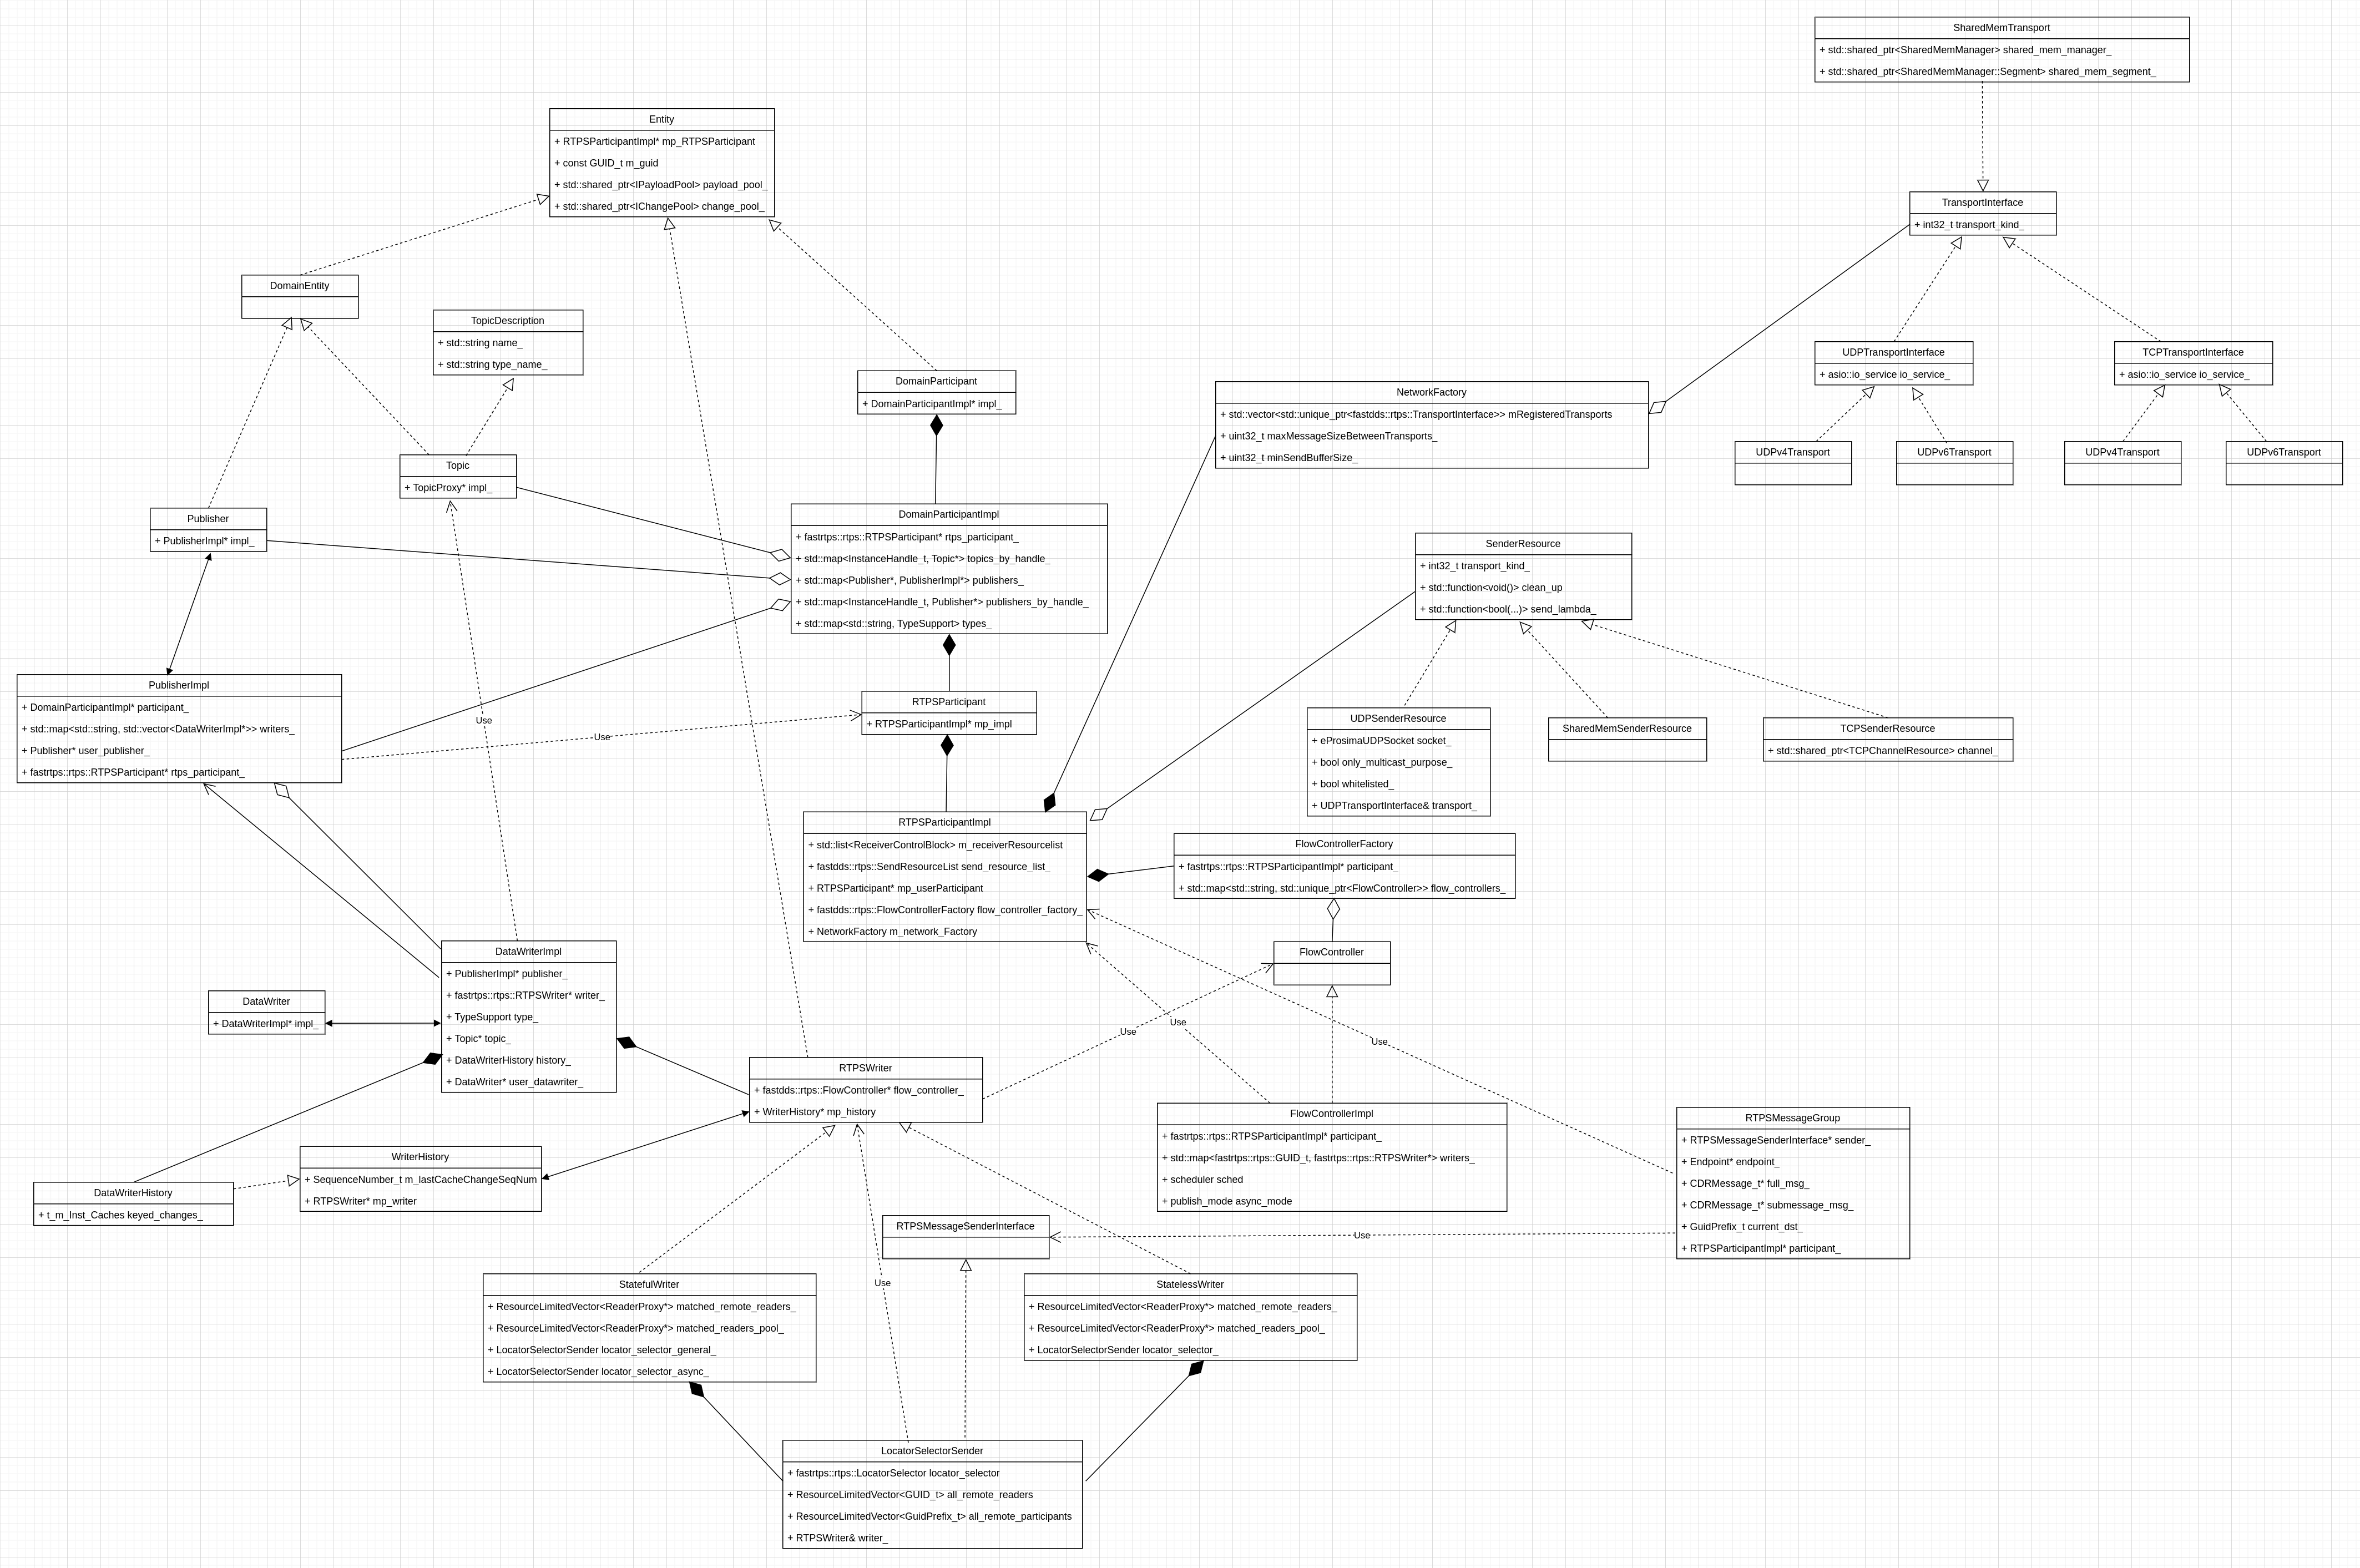 SharedMemTransport
+ std::shared_ptr<SharedMemManager> shared_mem_manager_
+ std::shared_ptr<SharedMemManager::Segment> shared_mem_segment_
Entity
+ RTPSParticipantImpl* mp_RTPSParticipant
+ const GUID_t m_guid
+ std::shared_ptr<IPayloadPool> payload_pool_
+ std::shared_ptr<IChangePool> change_pool_
TransportInterface
+ int32_t transport_kind_
DomainEntity
TopicDescription
+ std::string name_
+ std::string type_name_
UDPTransportInterface
+ asio::io_service io_service_
TCPTransportInterface
+ asio::io_service io_service_
DomainParticipant
+ DomainParticipantImpl* impl_
NetworkFactory
+ std::vector<std::unique_ptr<fastdds::rtps::TransportInterface>> mRegisteredTransports
+ uint32_t maxMessageSizeBetweenTransports_
+ uint32_t minSendBufferSize_
UDPv4Transport
UDPv6Transport
UDPv4Transport
UDPv6Transport
Topic
+ TopicProxy* impl_
Publisher
+ PublisherImpl* impl_
DomainParticipantImpl
+ fastrtps::rtps::RTPSParticipant* rtps_participant_
+ std::map<InstanceHandle_t, Topic*> topics_by_handle_
+ std::map<Publisher*, PublisherImpl*> publishers_
+ std::map<InstanceHandle_t, Publisher*> publishers_by_handle_
+ std::map<std::string, TypeSupport> types_
SenderResource
+ int32_t transport_kind_
+ std::function<void()> clean_up
+ std::function<bool(...)> send_lambda_
PublisherImpl
+ DomainParticipantImpl* participant_
+ std::map<std::string, std::vector<DataWriterImpl*>> writers_
+ Publisher* user_publisher_
+ fastrtps::rtps::RTPSParticipant* rtps_participant_
Use
Use
RTPSParticipant
+ RTPSParticipantImpl* mp_impl
UDPSenderResource
+ eProsimaUDPSocket socket_
+ bool only_multicast_purpose_
+ bool whitelisted_
+ UDPTransportInterface& transport_
SharedMemSenderResource
TCPSenderResource
+ std::shared_ptr<TCPChannelResource> channel_
RTPSParticipantImpl
+ std::list<ReceiverControlBlock> m_receiverResourcelist
+ fastdds::rtps::SendResourceList send_resource_list_
+ RTPSParticipant* mp_userParticipant
+ fastdds::rtps::FlowControllerFactory flow_controller_factory_
+ NetworkFactory m_network_Factory
FlowControllerFactory
+ fastrtps::rtps::RTPSParticipantImpl* participant_
+ std::map<std::string, std::unique_ptr<FlowController>> flow_controllers_
FlowController
DataWriterImpl
+ PublisherImpl* publisher_
+ fastrtps::rtps::RTPSWriter* writer_
+ TypeSupport type_
+ Topic* topic_
+ DataWriterHistory history_
+ DataWriter* user_datawriter_
DataWriter
+ DataWriterImpl* impl_
Use
Use
Use
RTPSWriter
+ fastdds::rtps::FlowController* flow_controller_
+ WriterHistory* mp_history
FlowControllerImpl
+ fastrtps::rtps::RTPSParticipantImpl* participant_
+ std::map<fastrtps::rtps::GUID_t, fastrtps::rtps::RTPSWriter*> writers_
+ scheduler sched
+ publish_mode async_mode
RTPSMessageGroup
+ RTPSMessageSenderInterface* sender_
+ Endpoint* endpoint_
+ CDRMessage_t* full_msg_
+ CDRMessage_t* submessage_msg_
+ GuidPrefix_t current_dst_
+ RTPSParticipantImpl* participant_
WriterHistory
+ SequenceNumber_t m_lastCacheChangeSeqNum
+ RTPSWriter* mp_writer
DataWriterHistory
+ t_m_Inst_Caches keyed_changes_
RTPSMessageSenderInterface
Use
Use
StatefulWriter
+ ResourceLimitedVector<ReaderProxy*> matched_remote_readers_
+ ResourceLimitedVector<ReaderProxy*> matched_readers_pool_
+ LocatorSelectorSender locator_selector_general_
+ LocatorSelectorSender locator_selector_async_
StatelessWriter
+ ResourceLimitedVector<ReaderProxy*> matched_remote_readers_
+ ResourceLimitedVector<ReaderProxy*> matched_readers_pool_
+ LocatorSelectorSender locator_selector_
LocatorSelectorSender
+ fastrtps::rtps::LocatorSelector locator_selector
+ ResourceLimitedVector<GUID_t> all_remote_readers
+ ResourceLimitedVector<GuidPrefix_t> all_remote_participants
+ RTPSWriter& writer_